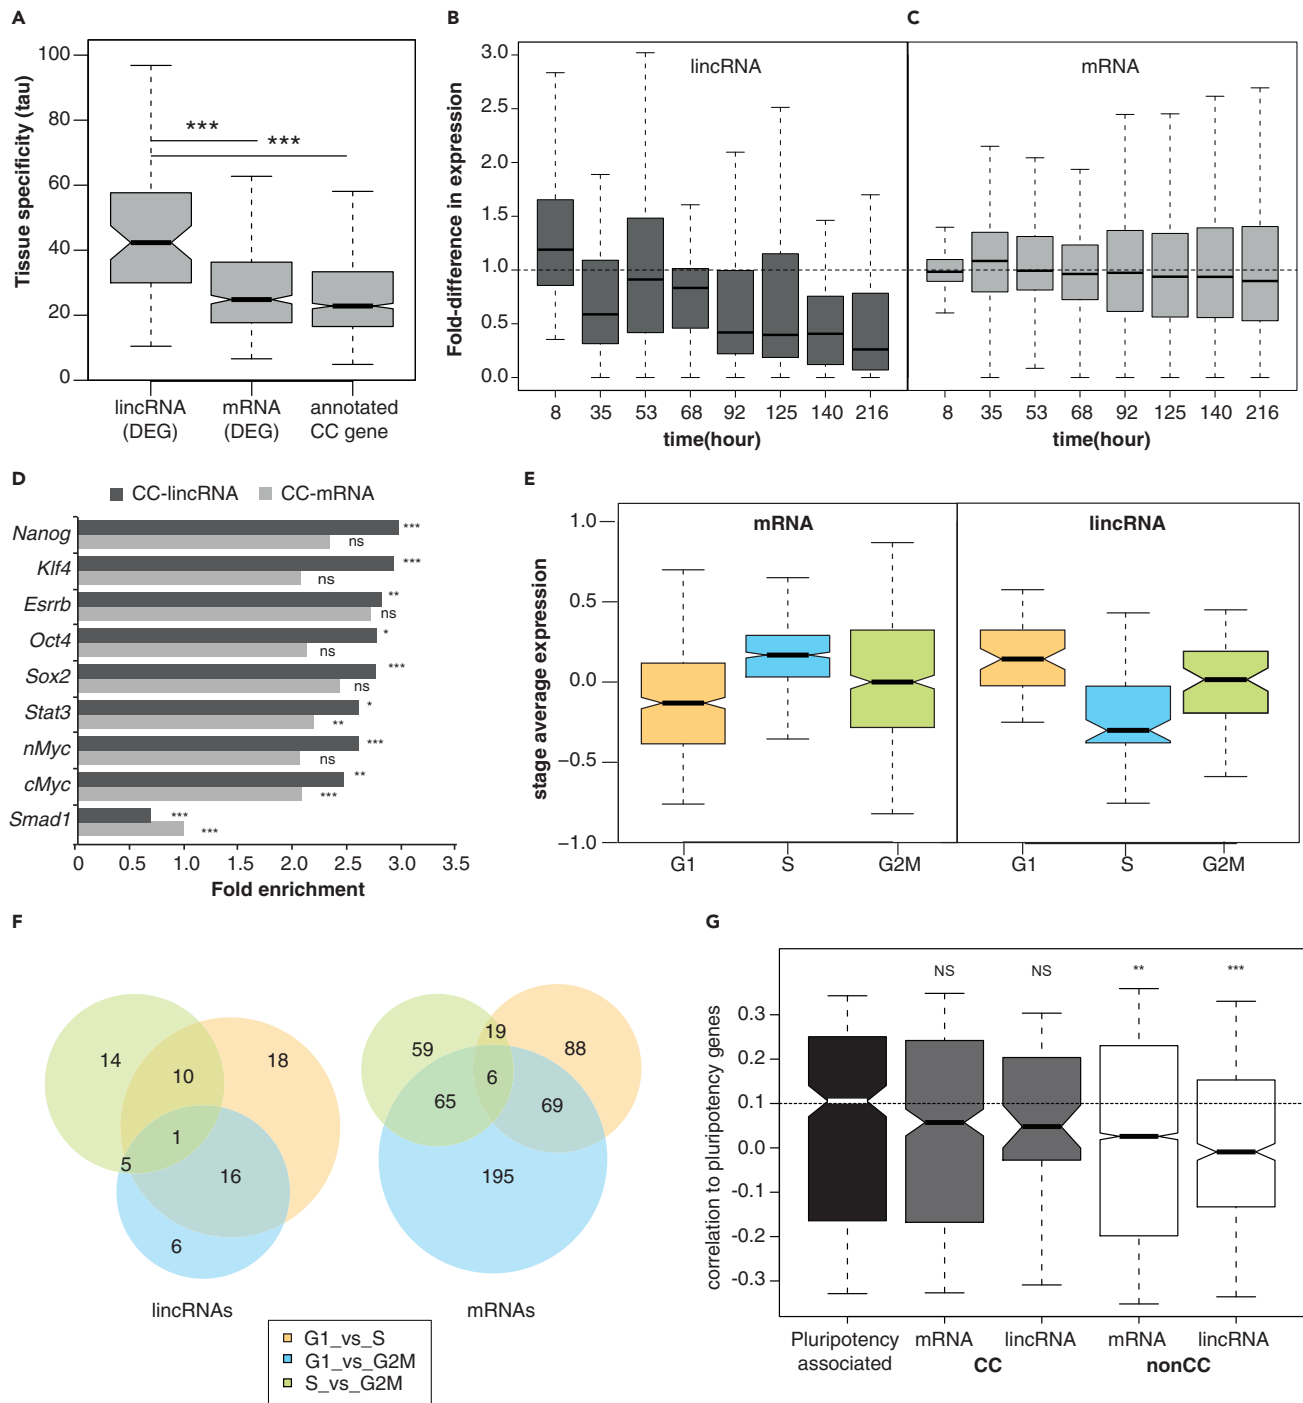 A
Tissue specificity (tau)
100
80
60
40
20
0
***
***
lincRNA (DEG)
mRNA (DEG)
annotated CC gene
B
Fold-difference in expression
lincRNA
3.0
2.5
2.0
1.5
1.0
0.5
0.0
8 35 53 68 92 125 140 216
time(hour)
C
mRNA
8 35 53 68 92 125 140 216
time(hour)
D
CC-lincRNA CC-mRNA
Nanog *** ns
Klf4 *** ns
Esrrb ** ns
Oct4 * ns
Sox2 *** ns
Stat3 * **
nMyc *** ns
cMyc ** ***
Smad1 *** ***
0 0.5 1.0 1.5 2.0 2.5 3.0 3.5
Fold enrichment
E
stage average expression
mRNA lincRNA
1.0
0.5
0.0
−0.5
−1.0
G1 S G2M G1 S G2M
F
14
10
18
1
5
16
6
lincRNAs
59
19
88
6
65
69
195
mRNAs
G1_vs_S
G1_vs_G2M
S_vs_G2M
G
correlation to pluripotency genes
NS NS ** ***
0.3
0.2
0.1
0.0
-0.1
-0.2
-0.3
Pluripotency associated
mRNA lincRNA mRNA lincRNA
CC nonCC